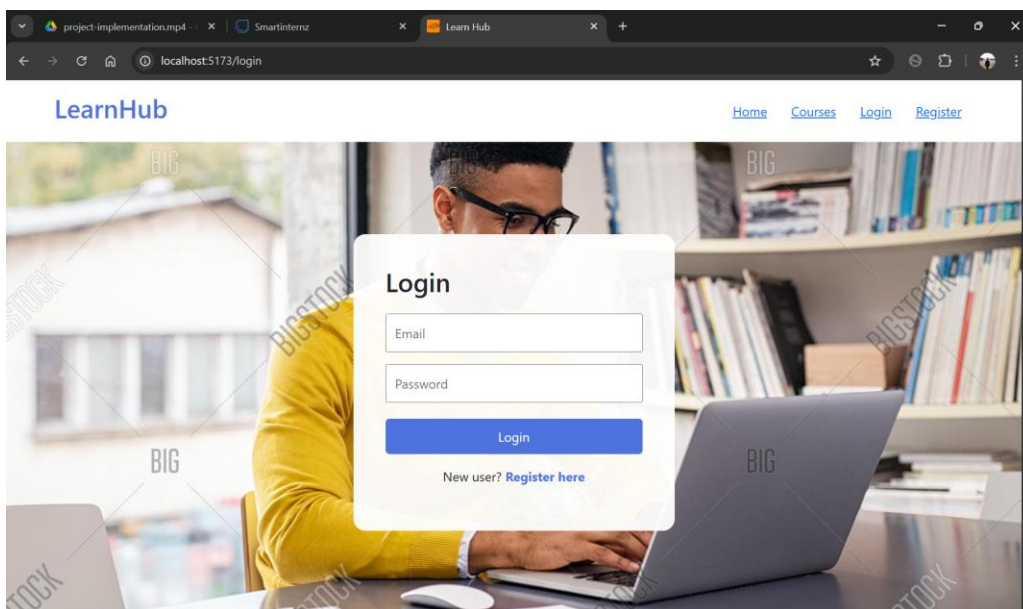 project-implementation.mp4 - (
Smartinternz
Learn Hub
localhost:5173/login
LearnHub
Home Courses Login Register
BIG
BIG
BIG
Login
Email
Password
Login
New user? Register here
BIGSTOCK
BIGSTOCK
BIG
BIG